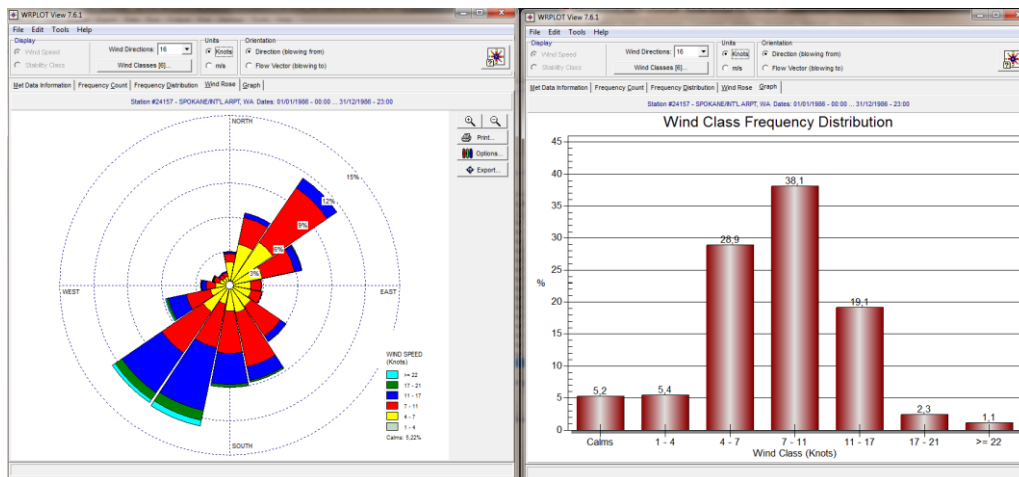 WRPLOT View 7.6.1
File Edit Tools Help
Display
Wind Speed
Stability Class
Wind Directions: 16
Wind Classes [6]...
Units
Knots
m/s
Orientation
Direction (blowing from)
Flow Vector (blowing to)
Met Data Information
Frequency Count
Frequency Distribution
Wind Rose
Graph
Station #24157 - SPOKANE/INT'L ARPT, WA Dates: 01/01/1986 - 00:00 ... 31/12/1986 - 23:00
NORTH
15%
12%
9%
6%
3%
WEST
EAST
SOUTH
Print...
Options...
Export...
WIND SPEED
(Knots)
>= 22
17 - 21
11 - 17
7 - 11
4 - 7
1 - 4
Calms: 5,22%
WRPLOT View 7.6.1
File Edit Tools Help
Display
Wind Speed
Stability Class
Wind Directions: 16
Wind Classes [6]...
Units
Knots
m/s
Orientation
Direction (blowing from)
Flow Vector (blowing to)
Met Data Information
Frequency Count
Frequency Distribution
Wind Rose
Graph
Station #24157 - SPOKANE/INT'L ARPT, WA Dates: 01/01/1986 - 00:00 ... 31/12/1986 - 23:00
Wind Class Frequency Distribution
45
40
35
30
25
20
15
10
5
0
%
5,2
5,4
28,9
38,1
19,1
2,3
1,1
Calms
1 - 4
4 - 7
7 - 11
11 - 17
17 - 21
>= 22
Wind Class (Knots)